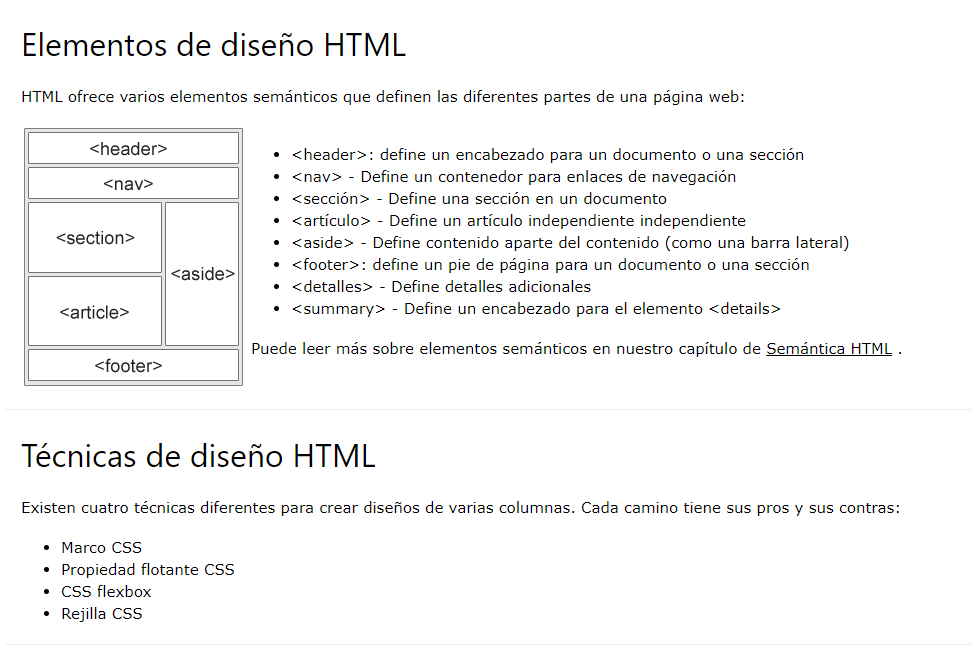 Elementos de diseño HTML
HTML ofrece varios elementos semánticos que definen las diferentes partes de una página web:
<header>
<nav>
<section>
<aside>
<article>
<footer>
• <header>: define un encabezado para un documento o una sección
• <nav> - Define un contenedor para enlaces de navegación
• <sección> - Define una sección en un documento
• <artículo> - Define un artículo independiente independiente
• <aside> - Define contenido aparte del contenido (como una barra lateral)
• <footer>: define un pie de página para un documento o una sección
• <detalles> - Define detalles adicionales
• <summary> - Define un encabezado para el elemento <details>
Puede leer más sobre elementos semánticos en nuestro capítulo de Semántica HTML .
Técnicas de diseño HTML
Existen cuatro técnicas diferentes para crear diseños de varias columnas. Cada camino tiene sus pros y sus contras:
• Marco CSS
• Propiedad flotante CSS
• CSS flexbox
• Rejilla CSS